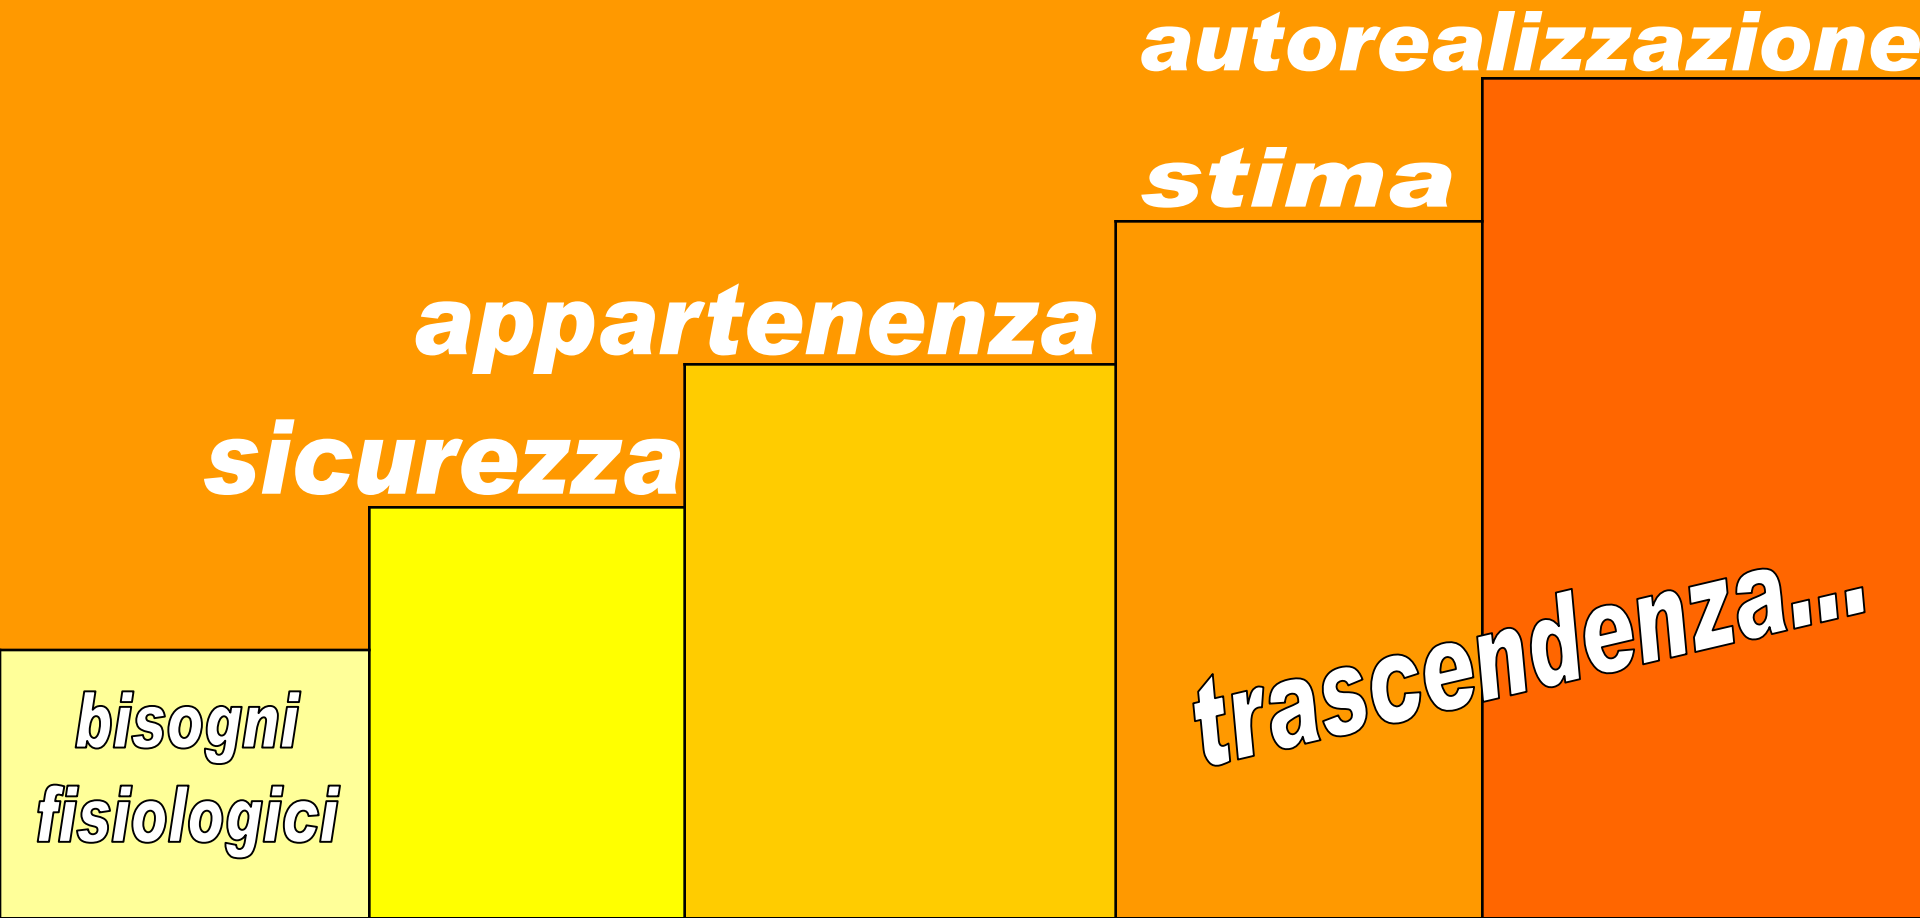 autorealizzazione
stima
appartenenza
sicurezza
trascendenza...
bisogni
fisiologici